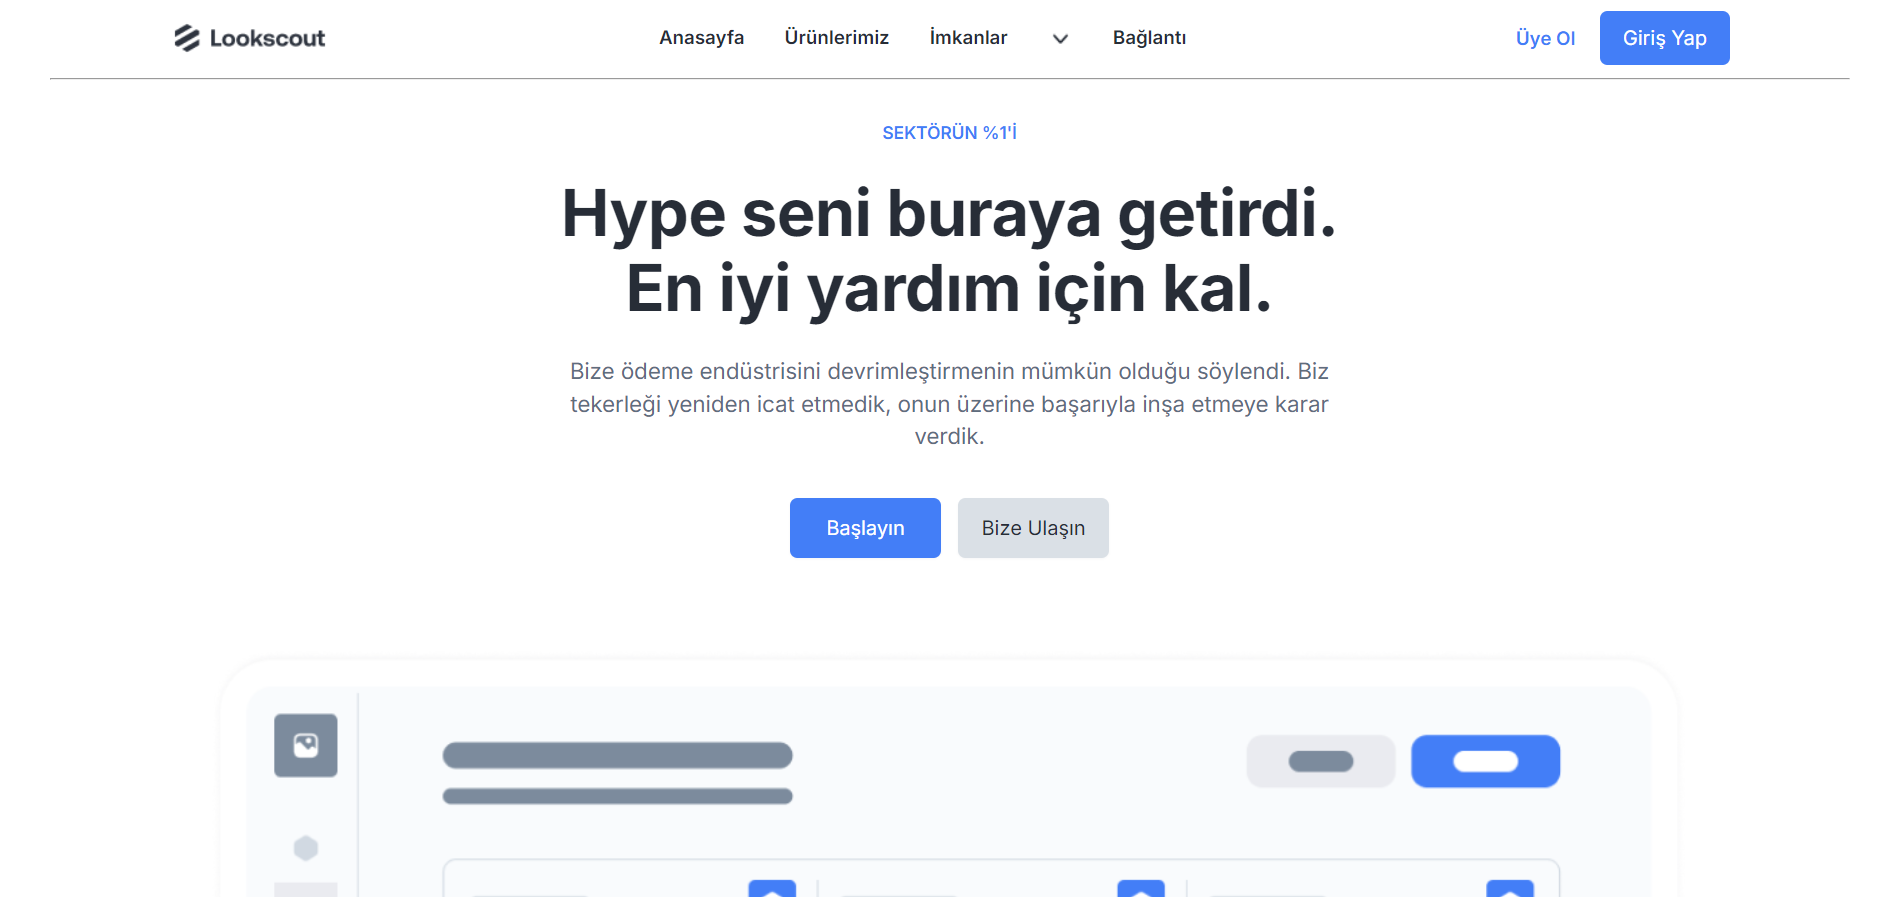 Lookscout
Anasayfa Ürünlerimiz İmkanlar Bağlantı
Üye Ol Giriş Yap
SEKTÖRÜN %1'İ
Hype seni buraya getirdi.
En iyi yardım için kal.
Bize ödeme endüstrisini devrimleştirmenin mümkün olduğu söylendi. Biz
tekerleği yeniden icat etmedik, onun üzerine başarıyla inşa etmeye karar
verdik.
Başlayın Bize Ulaşın